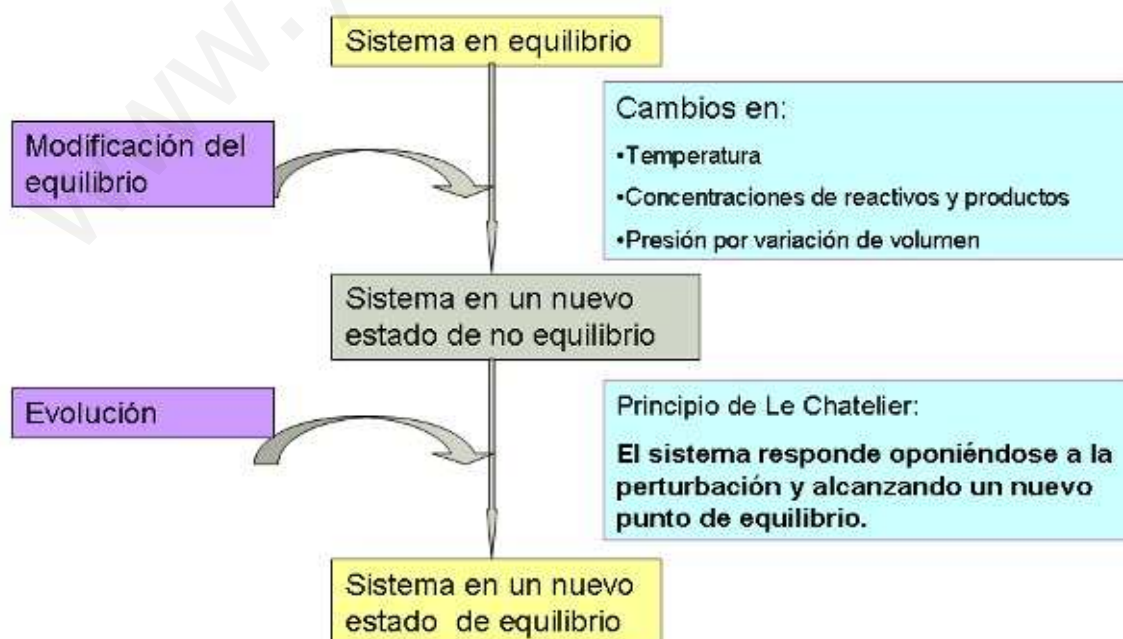 Sistema en equilibrio
Modificación del
equilibrio
Cambios en:
•Temperatura
•Concentraciones de reactivos y productos
•Presión por variación de volumen
Sistema en un nuevo
estado de no equilibrio
Evolución
Principio de Le Chatelier:
El sistema responde oponiéndose a la
perturbación y alcanzando un nuevo
punto de equilibrio.
Sistema en un nuevo
estado de equilibrio
www.